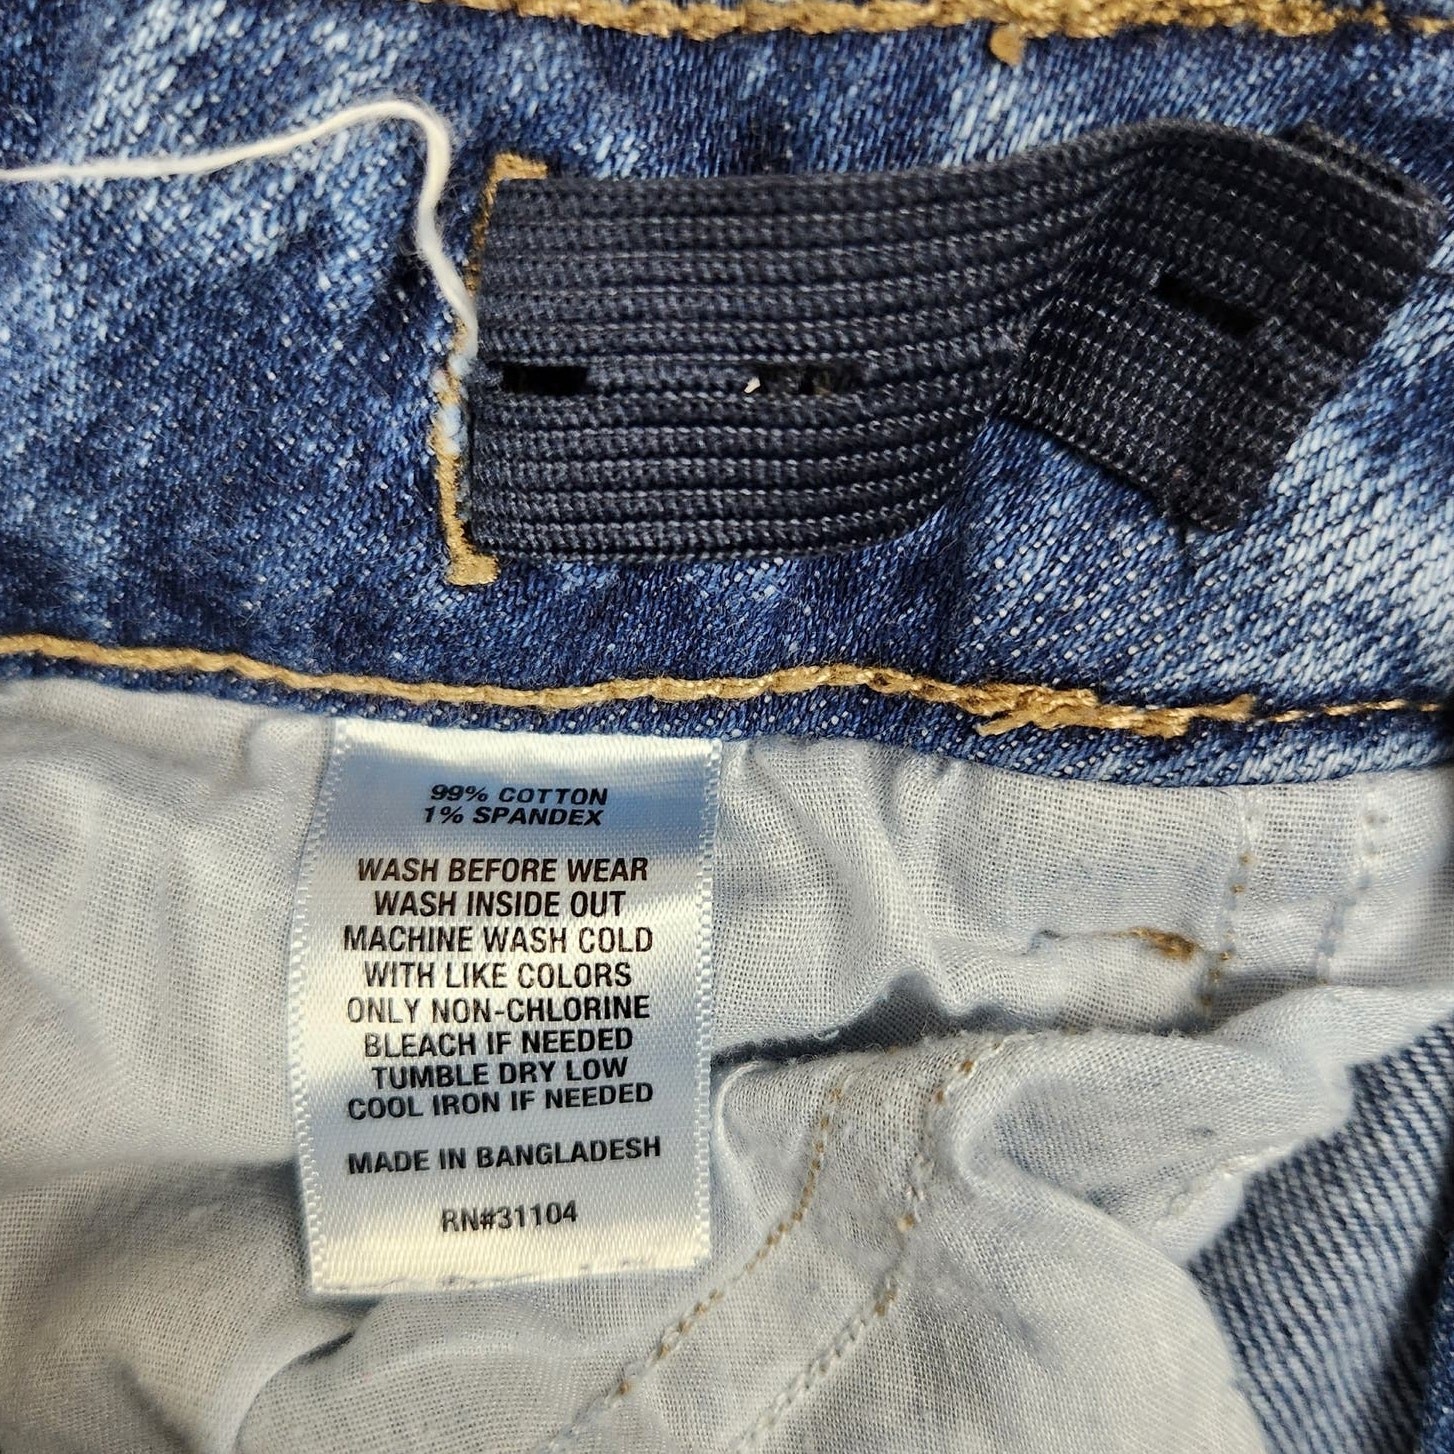 99% COTTON
1% SPANDEX
WASH BEFORE WEAR
WASH INSIDE OUT
MACHINE WASH COLD
WITH LIKE COLORS
ONLY NON-CHLORINE
BLEACH IF NEEDED
TUMBLE DRY LOW
COOL IRON IF NEEDED
MADE IN BANGLADESH
RN#31104